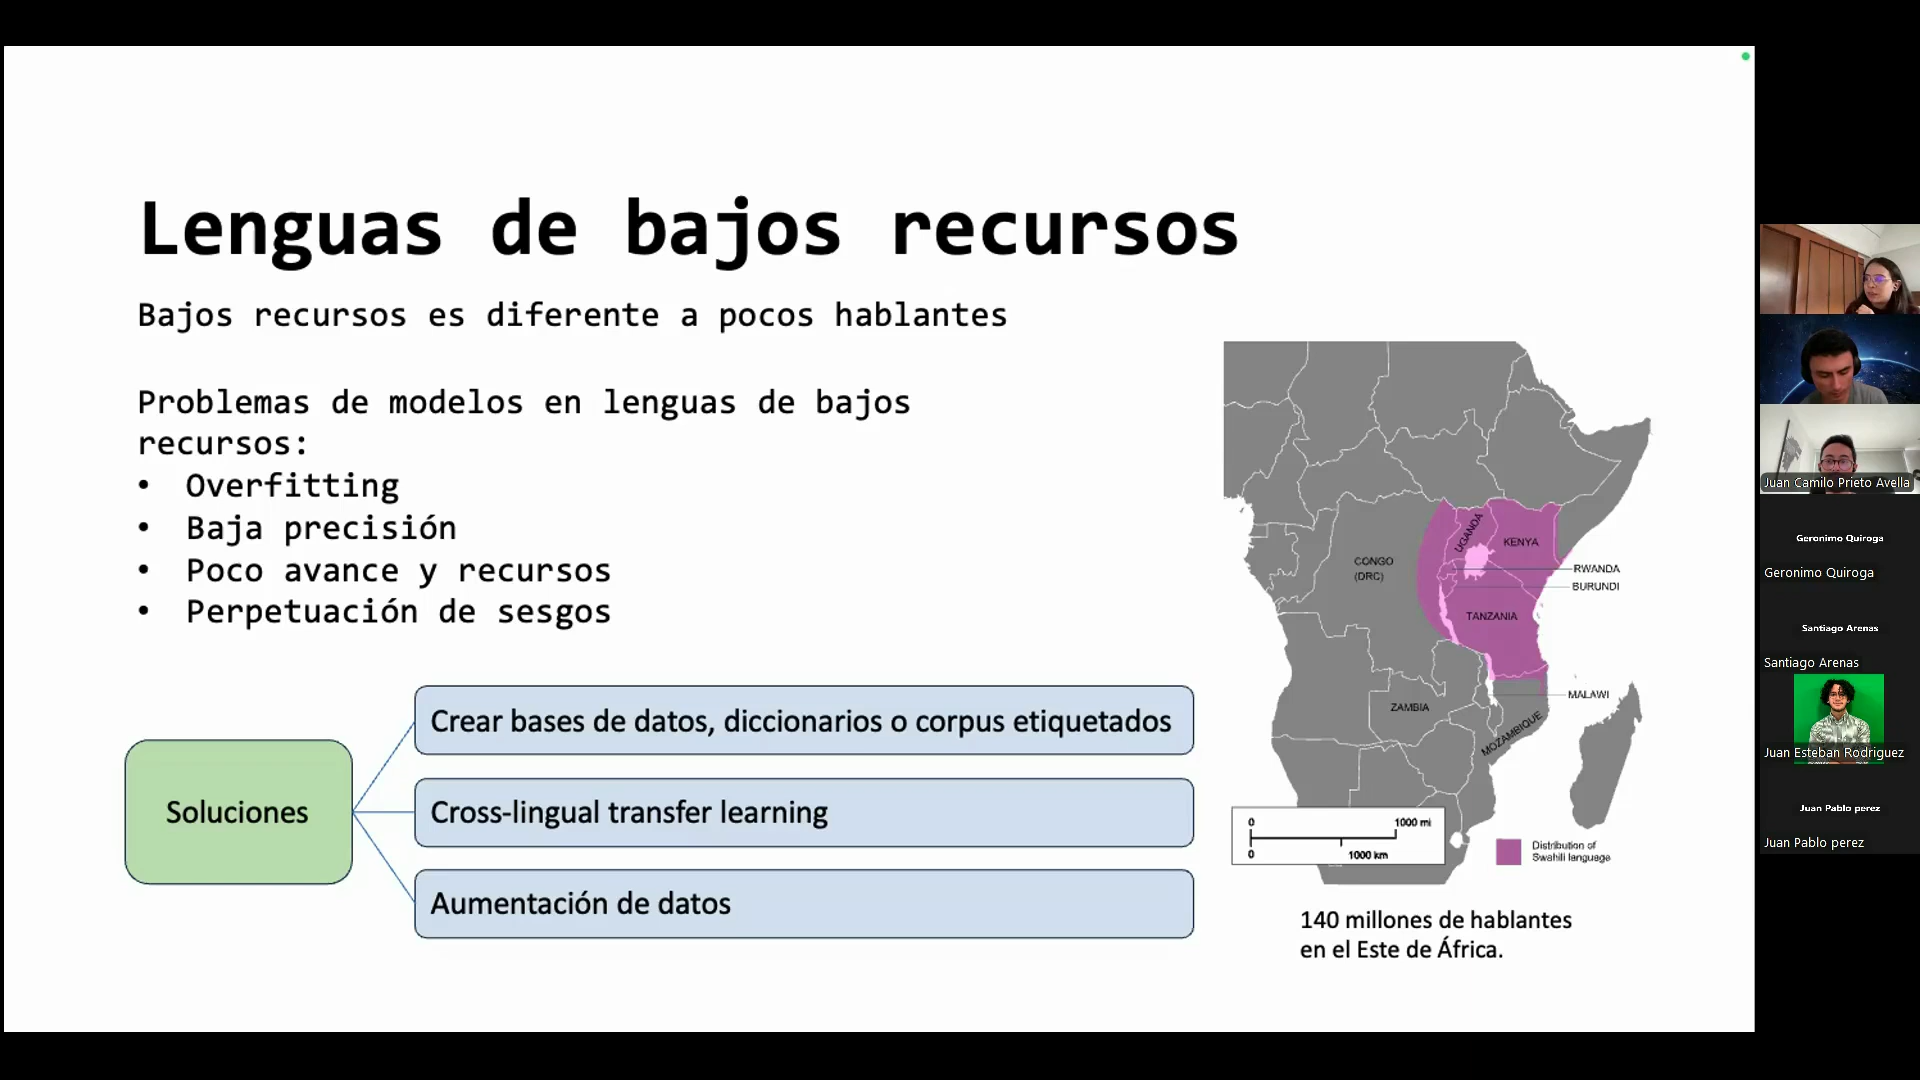 Lenguas de bajos recursos
Bajos recursos es diferente a pocos hablantes
Problemas de modelos en lenguas de bajos
recursos:
• Overfitting
• Baja precisión
• Poco avance y recursos
• Perpetuación de sesgos
Soluciones
Crear bases de datos, diccionarios o corpus etiquetados
Cross-lingual transfer learning
Aumentación de datos
UGANDA
KENYA
CONGO
(DRC)
RWANDA
BURUNDI
TANZANIA
MALAWI
ZAMBIA
MOZAMBIQUE
0 1000 mi
0 1000 km
Distribution of
Swahili language
140 millones de hablantes
en el Este de África.
Juan Camilo Prieto Avella
Geronimo Quiroga
Geronimo Quiroga
Santiago Arenas
Santiago Arenas
Juan Esteban Rodriguez
Juan Pablo perez
Juan Pablo perez